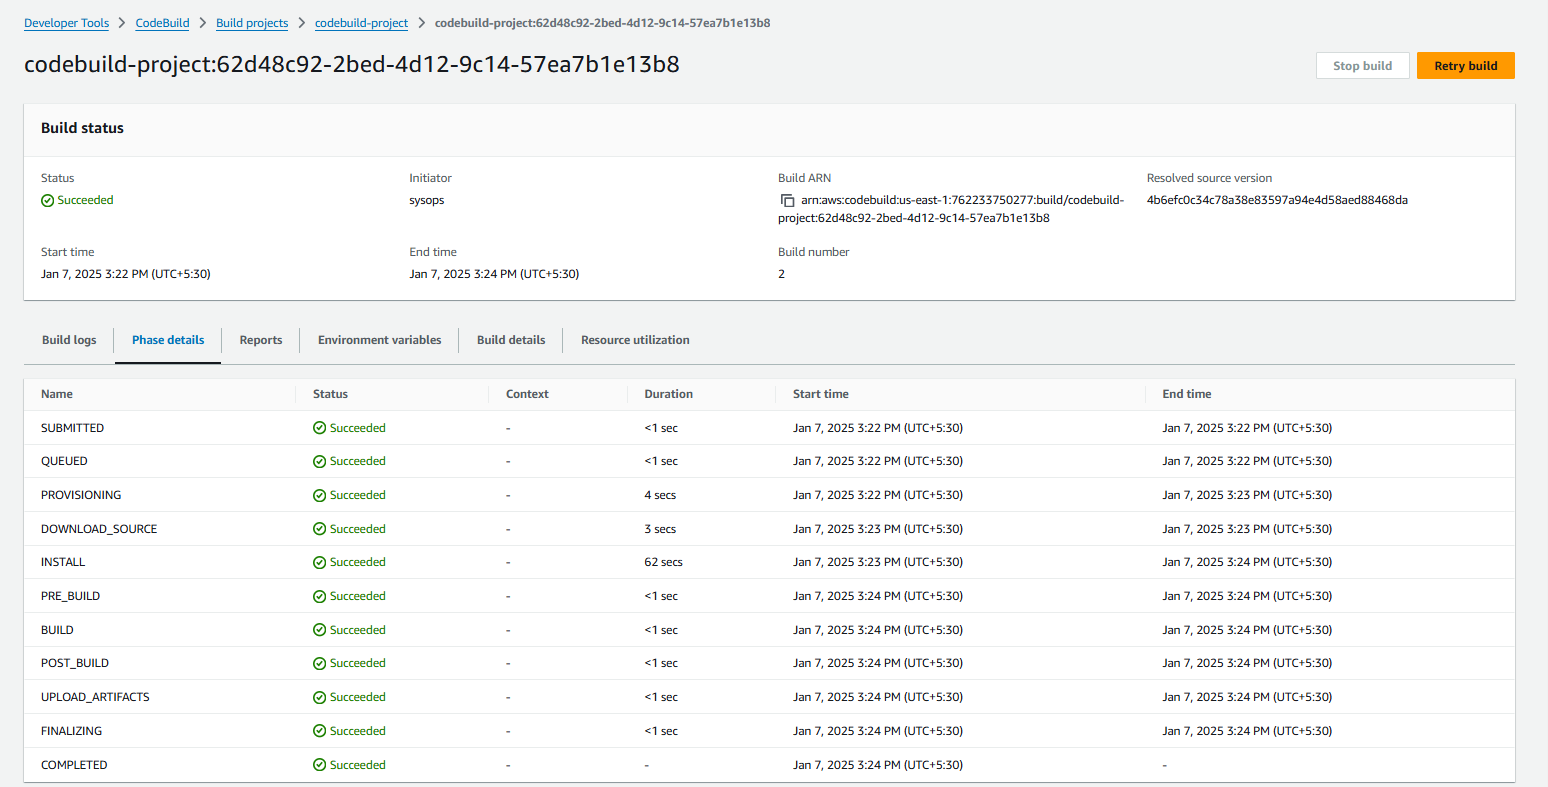 Developer Tools > CodeBuild > Build projects > codebuild-project > codebuild-project:62d48c92-2bed-4d12-9c14-57ea7b1e13b8
codebuild-project:62d48c92-2bed-4d12-9c14-57ea7b1e13b8
Stop build Retry build
Build status
Status Initiator Build ARN Resolved source version
Succeeded sysops arn:aws:codebuild:us-east-1:762233750277:build/codebuild- 4b6efc0c34c78a38e83597a94e4d58aed88468da
project:62d48c92-2bed-4d12-9c14-57ea7b1e13b8
Start time End time Build number
Jan 7, 2025 3:22 PM (UTC+5:30) Jan 7, 2025 3:24 PM (UTC+5:30) 2
Build logs Phase details Reports Environment variables Build details Resource utilization
Name Status Context Duration Start time End time
SUBMITTED Succeeded - <1 sec Jan 7, 2025 3:22 PM (UTC+5:30) Jan 7, 2025 3:22 PM (UTC+5:30)
QUEUED Succeeded - <1 sec Jan 7, 2025 3:22 PM (UTC+5:30) Jan 7, 2025 3:22 PM (UTC+5:30)
PROVISIONING Succeeded - 4 secs Jan 7, 2025 3:22 PM (UTC+5:30) Jan 7, 2025 3:23 PM (UTC+5:30)
DOWNLOAD_SOURCE Succeeded - 3 secs Jan 7, 2025 3:23 PM (UTC+5:30) Jan 7, 2025 3:23 PM (UTC+5:30)
INSTALL Succeeded - 62 secs Jan 7, 2025 3:23 PM (UTC+5:30) Jan 7, 2025 3:24 PM (UTC+5:30)
PRE_BUILD Succeeded - <1 sec Jan 7, 2025 3:24 PM (UTC+5:30) Jan 7, 2025 3:24 PM (UTC+5:30)
BUILD Succeeded - <1 sec Jan 7, 2025 3:24 PM (UTC+5:30) Jan 7, 2025 3:24 PM (UTC+5:30)
POST_BUILD Succeeded - <1 sec Jan 7, 2025 3:24 PM (UTC+5:30) Jan 7, 2025 3:24 PM (UTC+5:30)
UPLOAD_ARTIFACTS Succeeded - <1 sec Jan 7, 2025 3:24 PM (UTC+5:30) Jan 7, 2025 3:24 PM (UTC+5:30)
FINALIZING Succeeded - <1 sec Jan 7, 2025 3:24 PM (UTC+5:30) Jan 7, 2025 3:24 PM (UTC+5:30)
COMPLETED Succeeded - - Jan 7, 2025 3:24 PM (UTC+5:30) -